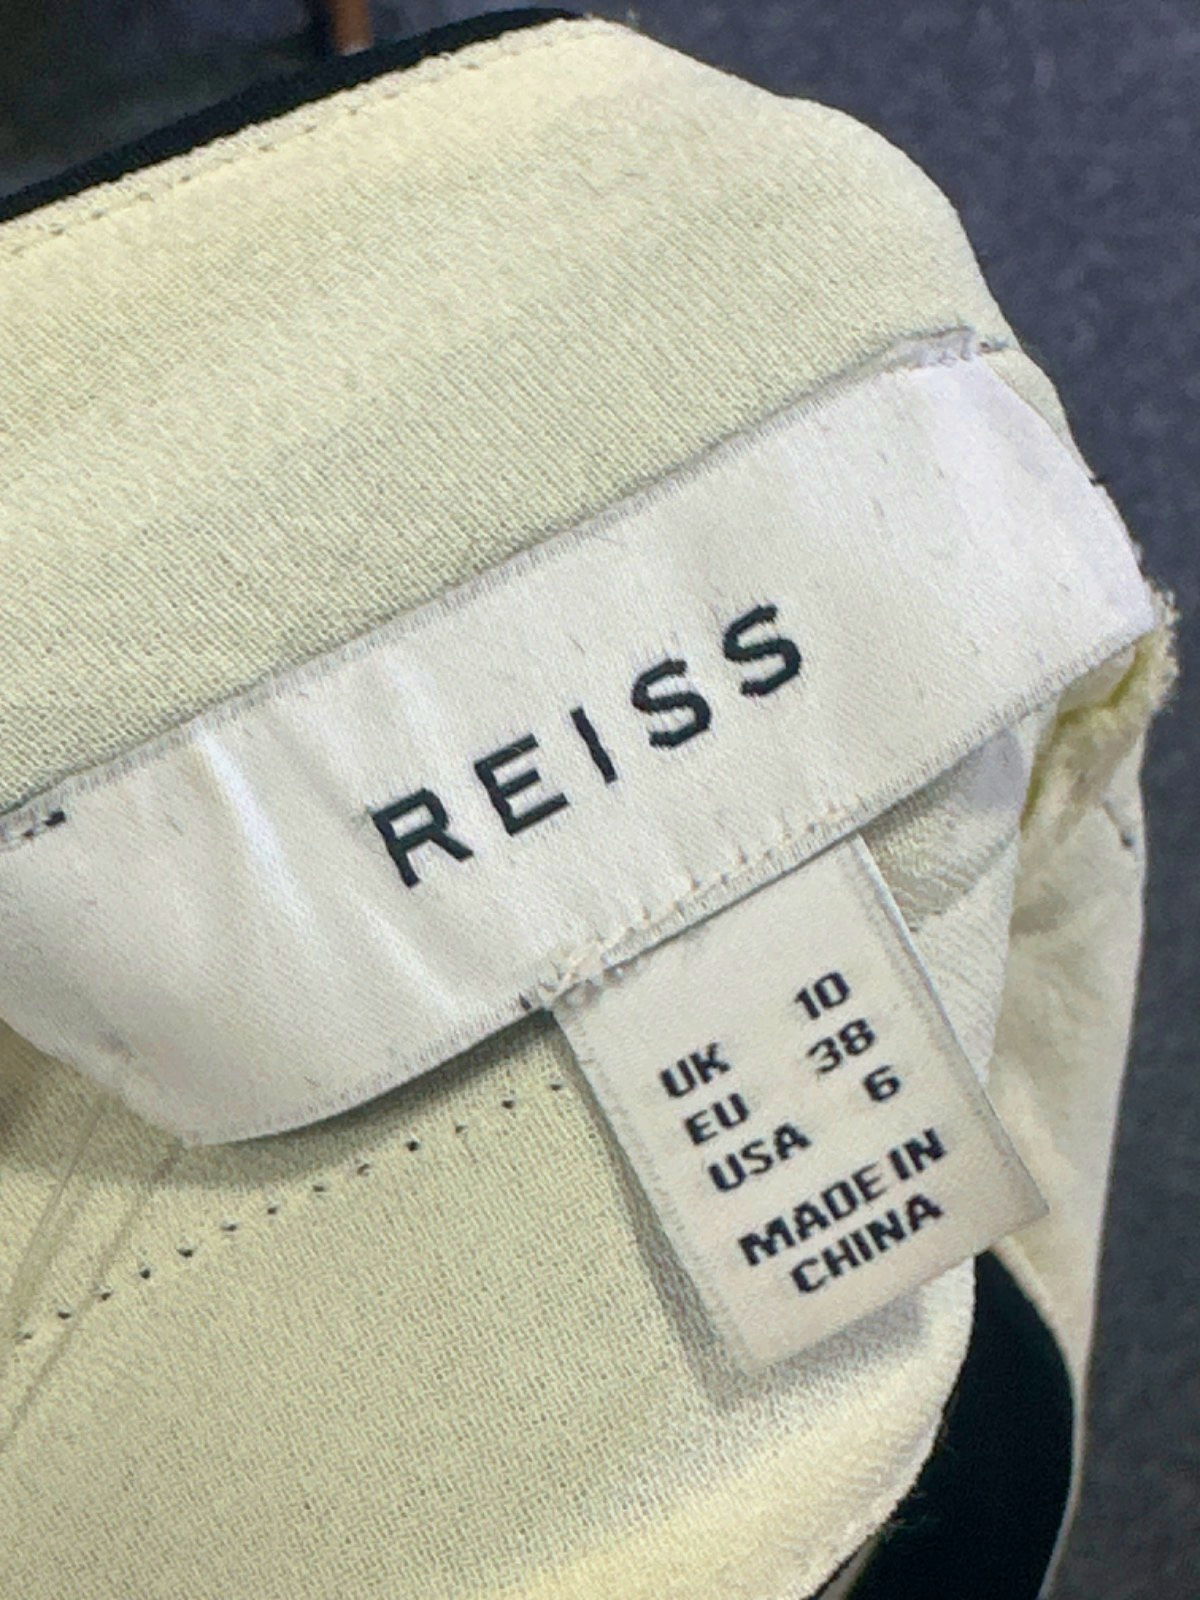 REISS
UK 10
EU 38
USA 6
MADE IN
CHINA